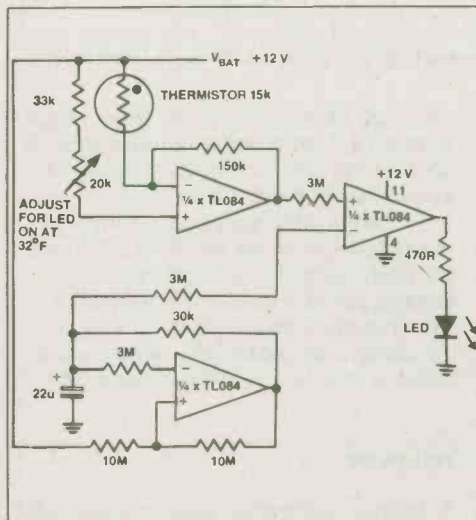 V_BAT +12 V
33k
THERMISTOR 15k
150k
20k
ADJUST
FOR LED
ON AT
32°F
−
+
¼ x TL084
3M
+12 V
11
+
−
¼ x TL084
4
470R
LED
3M
30k
3M
+
22u
−
+
¼ x TL084
10M
10M